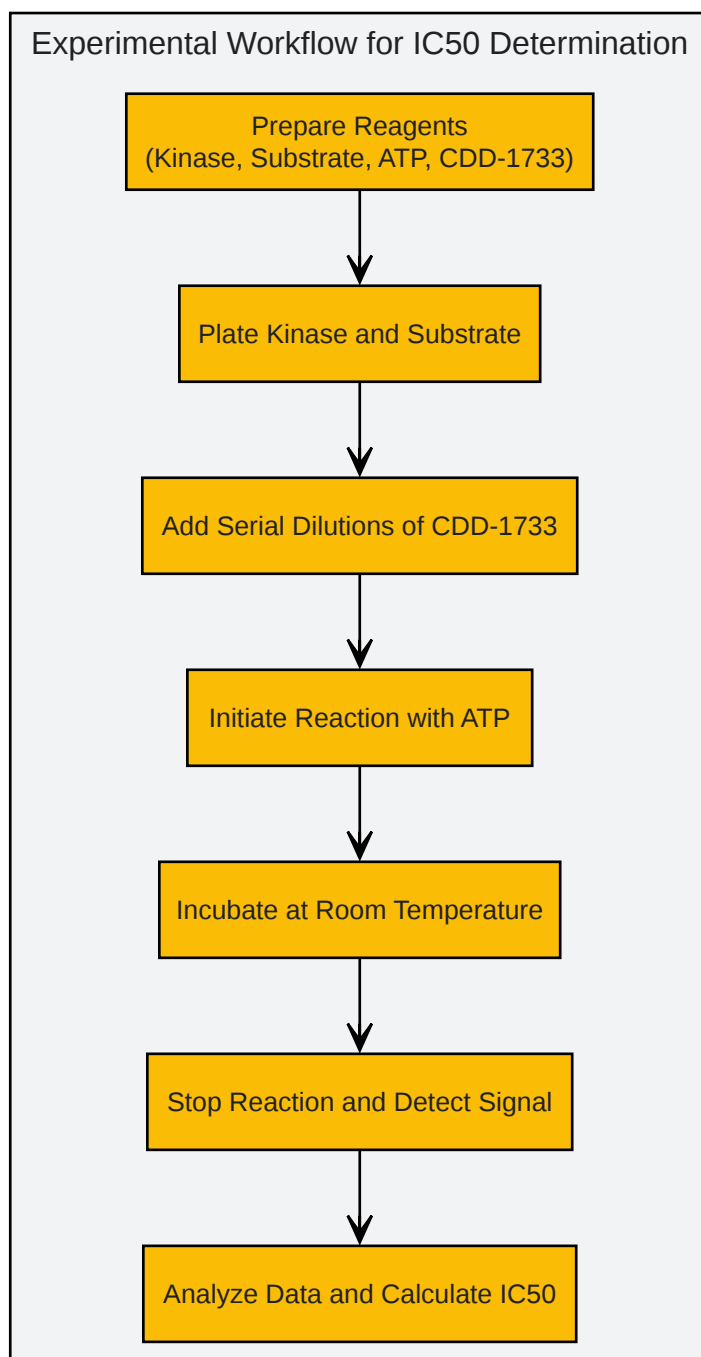 Experimental Workflow for IC50 Determination
Prepare Reagents
(Kinase, Substrate, ATP, CDD-1733)
Plate Kinase and Substrate
Add Serial Dilutions of CDD-1733
Initiate Reaction with ATP
Incubate at Room Temperature
Stop Reaction and Detect Signal
Analyze Data and Calculate IC50